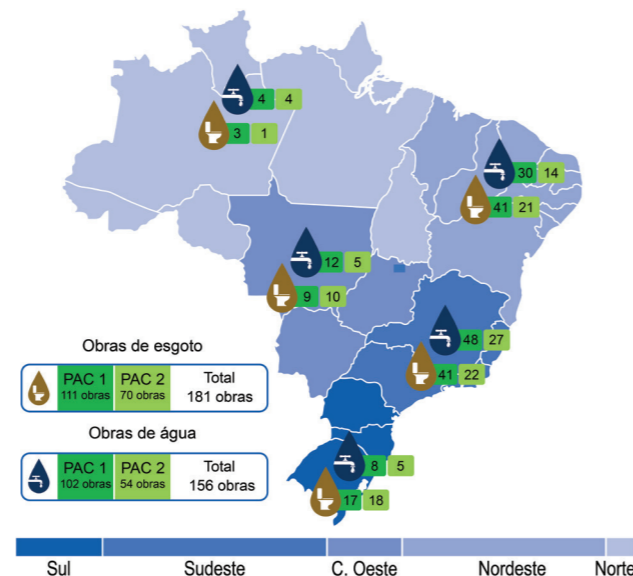 4 4
3 1
30 14
41 21
12 5
9 10
48 27
41 22
Obras de esgoto
PAC 1 PAC 2 Total
111 obras 70 obras 181 obras
Obras de água
PAC 1 PAC 2 Total
102 obras 54 obras 156 obras
8 5
17 18
Sul Sudeste C. Oeste Nordeste Norte